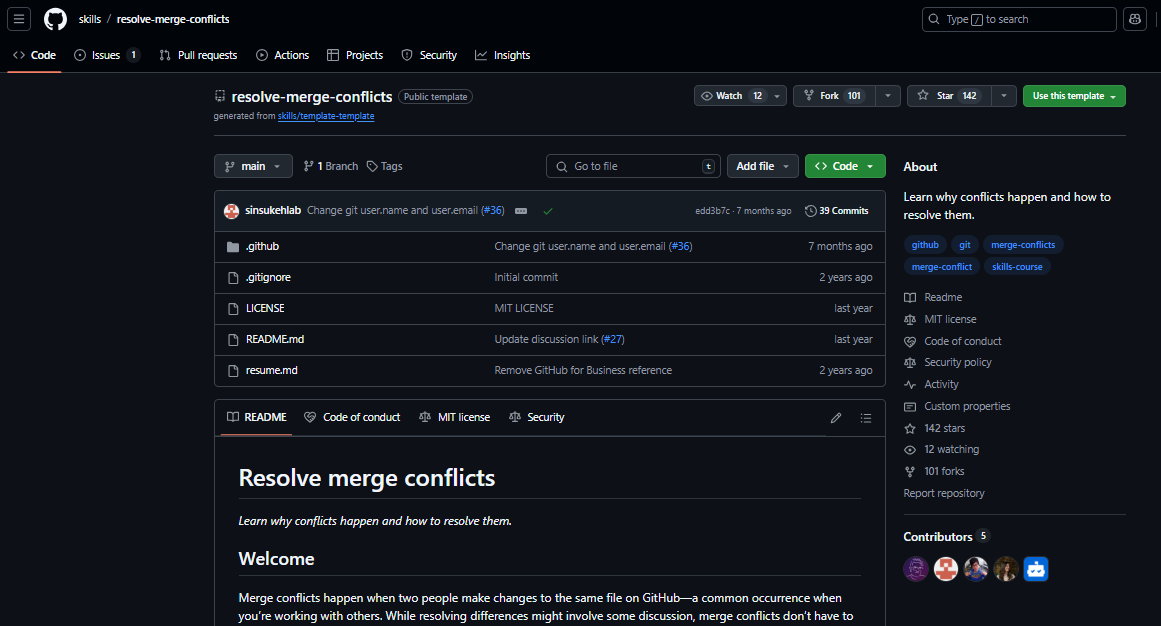 skills / resolve-merge-conflicts
Type / to search
Code Issues 1 Pull requests Actions Projects Security Insights
resolve-merge-conflicts Public template
Watch 12 Fork 101 Star 142 Use this template
generated from skills/template-template
main 1 Branch Tags Go to file t Add file Code
sinsukehlab Change git user.name and user.email (#36) edd3b7c · 7 months ago 39 Commits
.github Change git user.name and user.email (#36) 7 months ago
.gitignore Initial commit 2 years ago
LICENSE MIT LICENSE last year
README.md Update discussion link (#27) last year
resume.md Remove GitHub for Business reference 2 years ago
README Code of conduct MIT license Security
Resolve merge conflicts
Learn why conflicts happen and how to resolve them.
Welcome
Merge conflicts happen when two people make changes to the same file on GitHub—a common occurrence when
you’re working with others. While resolving differences might involve some discussion, merge conflicts don’t have to
About
Learn why conflicts happen and how to
resolve them.
github git merge-conflicts
merge-conflict skills-course
Readme
MIT license
Code of conduct
Security policy
Activity
Custom properties
142 stars
12 watching
101 forks
Report repository
Contributors 5